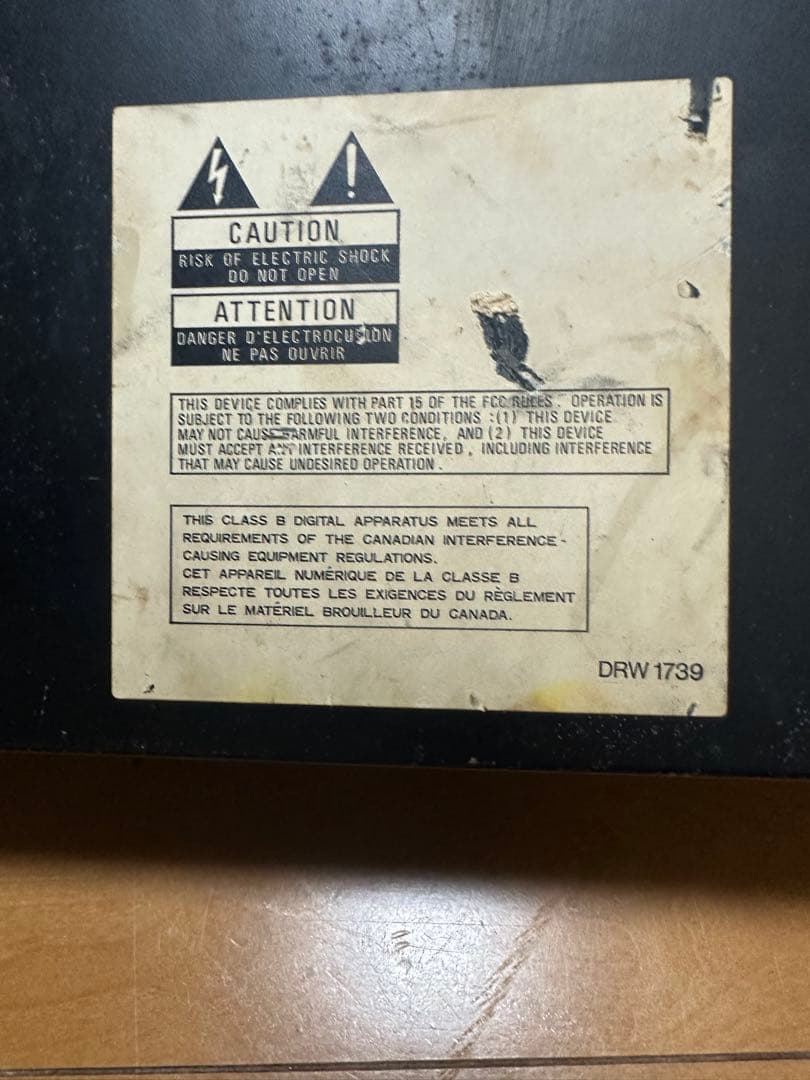 CAUTION
RISK OF ELECTRIC SHOCK
DO NOT OPEN
ATTENTION
DANGER D'ELECTROCUSION
NE PAS OUVRIR
THIS DEVICE COMPLIES WITH PART 15 OF THE FCC RULES. OPERATION IS
SUBJECT TO THE FOLLOWING TWO CONDITIONS :(1) THIS DEVICE
MAY NOT CAUSE HARMFUL INTERFERENCE, AND (2) THIS DEVICE
MUST ACCEPT ANY INTERFERENCE RECEIVED, INCLUDING INTERFERENCE
THAT MAY CAUSE UNDESIRED OPERATION.
THIS CLASS B DIGITAL APPARATUS MEETS ALL
REQUIREMENTS OF THE CANADIAN INTERFERENCE-
CAUSING EQUIPMENT REGULATIONS.
CET APPAREIL NUMÉRIQUE DE LA CLASSE B
RESPECTE TOUTES LES EXIGENCES DU RÈGLEMENT
SUR LE MATÉRIEL BROUILLEUR DU CANADA.
DRW1739